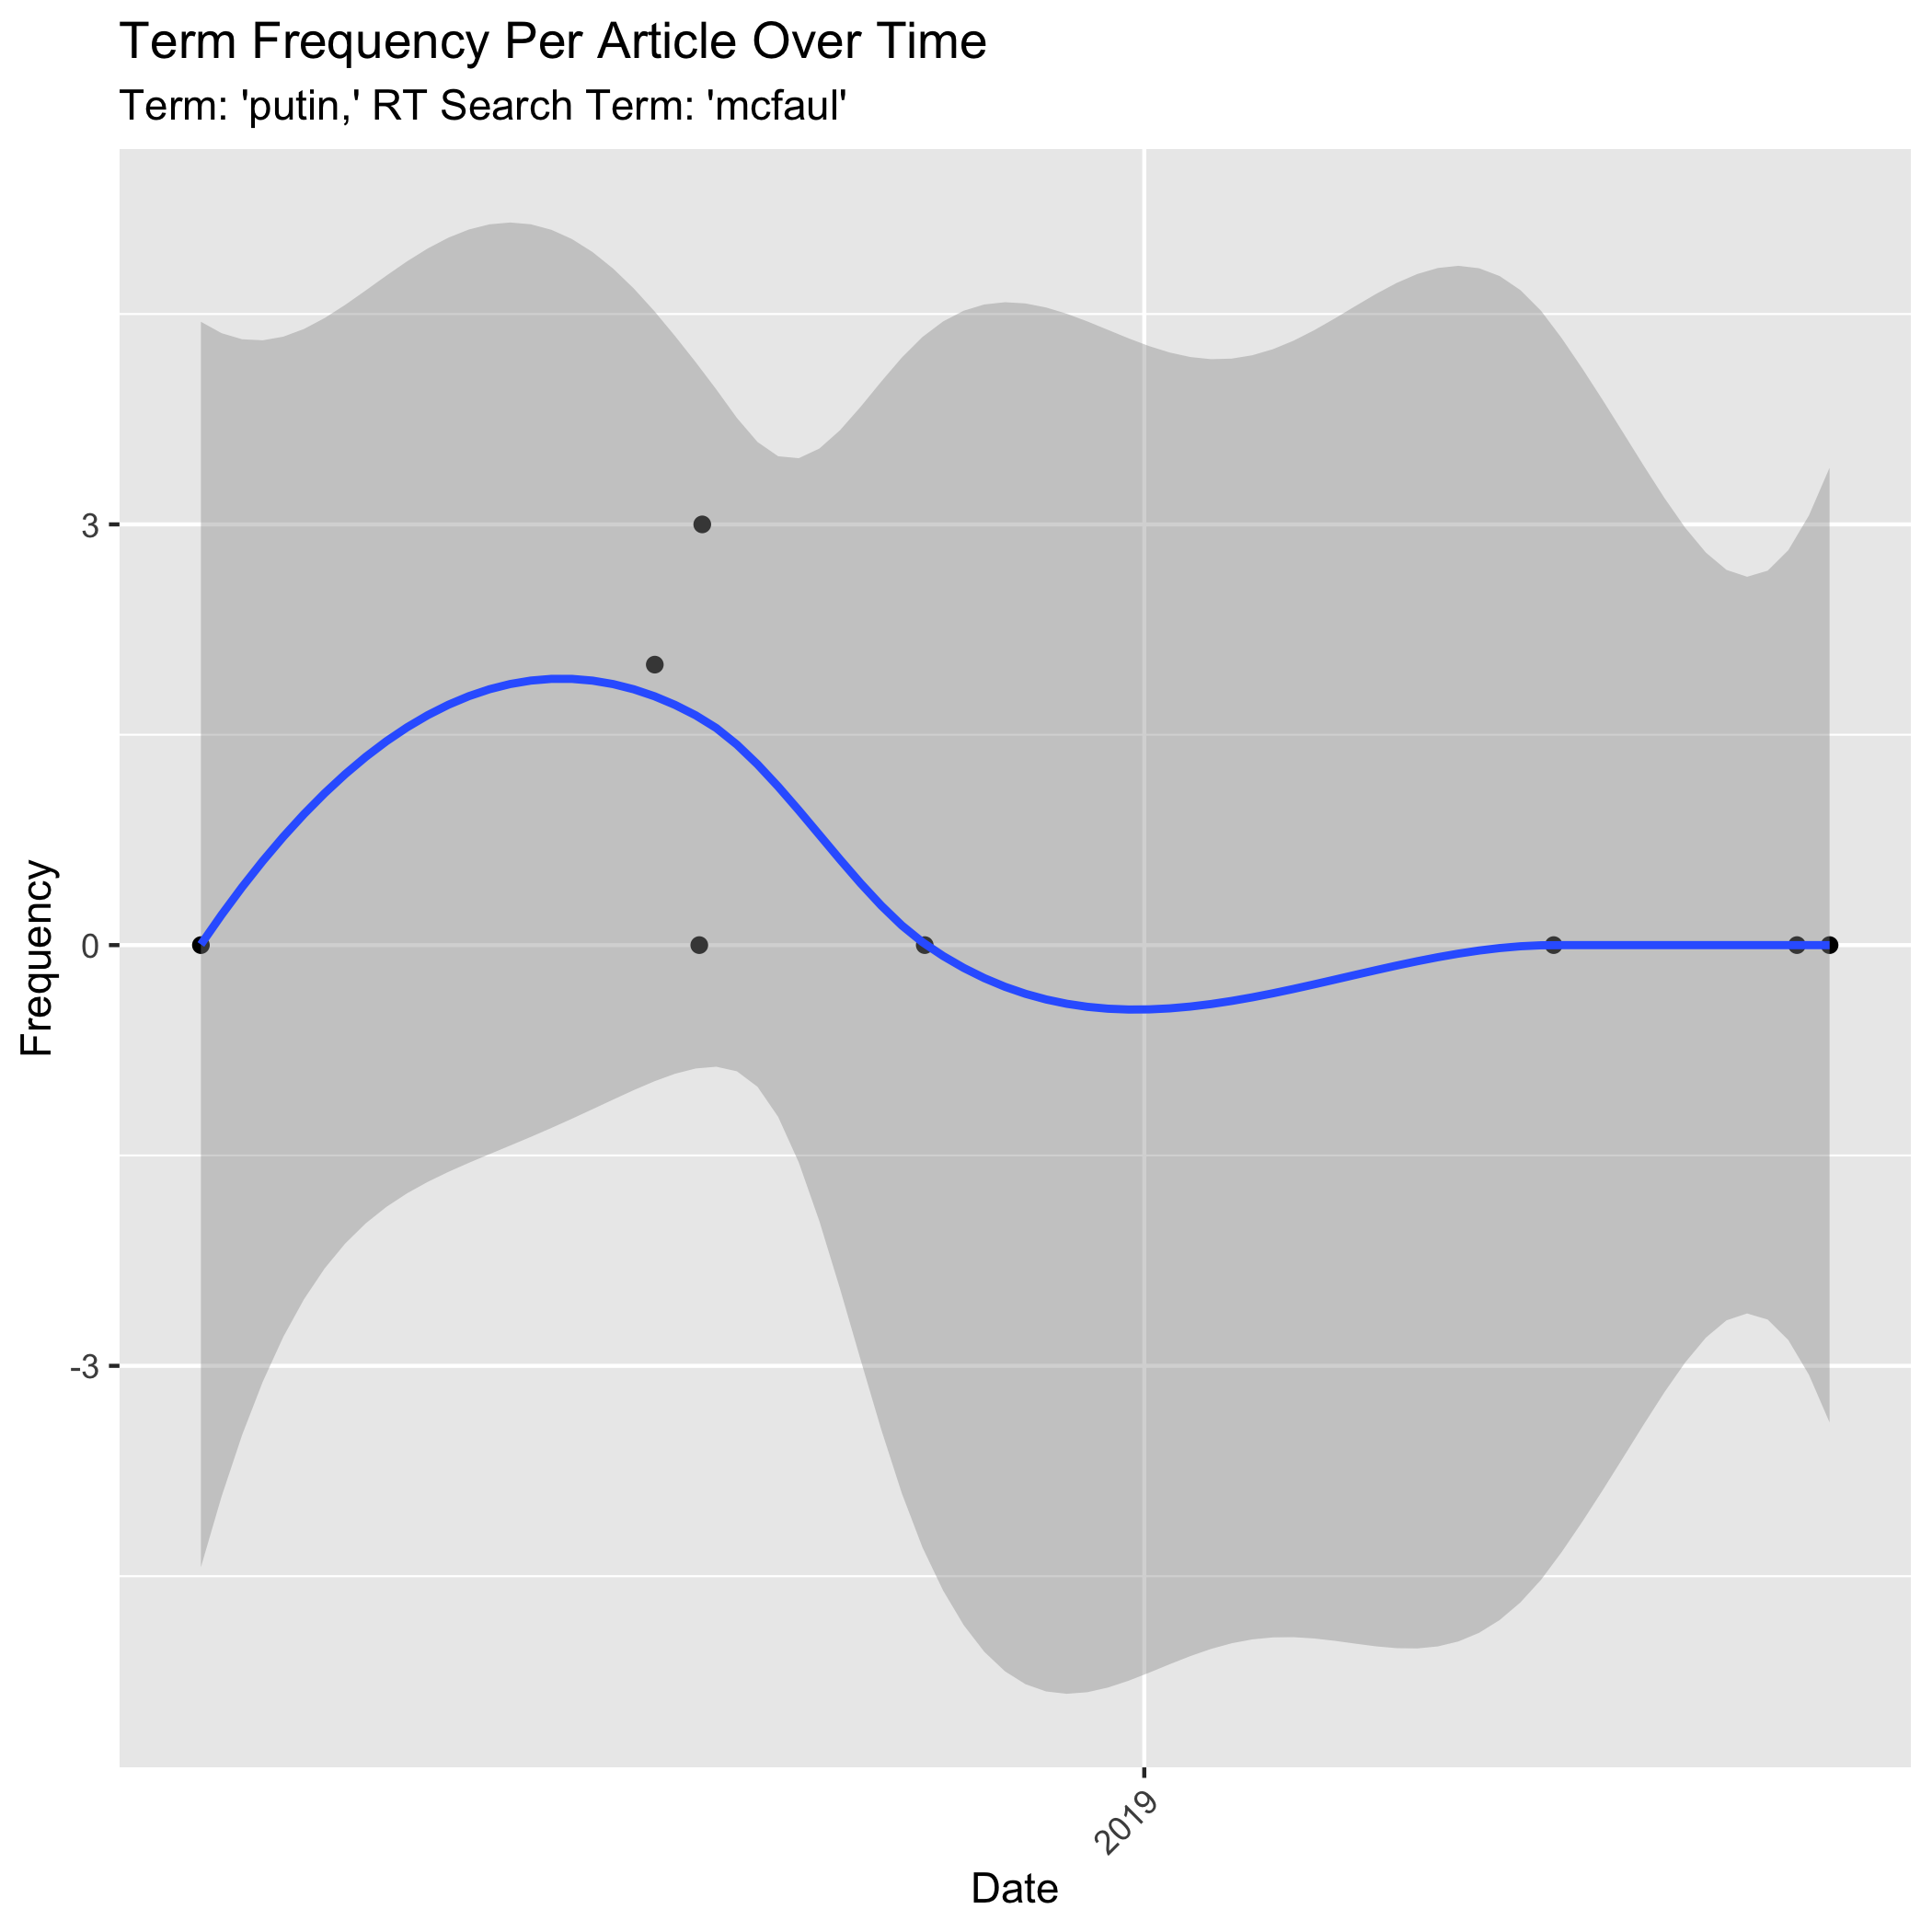 Term Frequency Per Article Over Time
Term: 'putin,' RT Search Term: 'mcfaul'
Frequency
3
0
-3
2019
Date